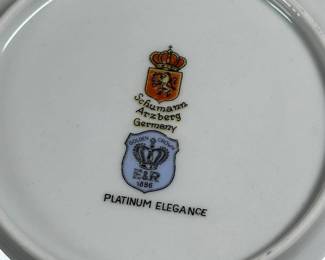 Schumann
Arzberg
Germany
GOLDEN CROWN
E&R
1886
PLATINUM ELEGANCE